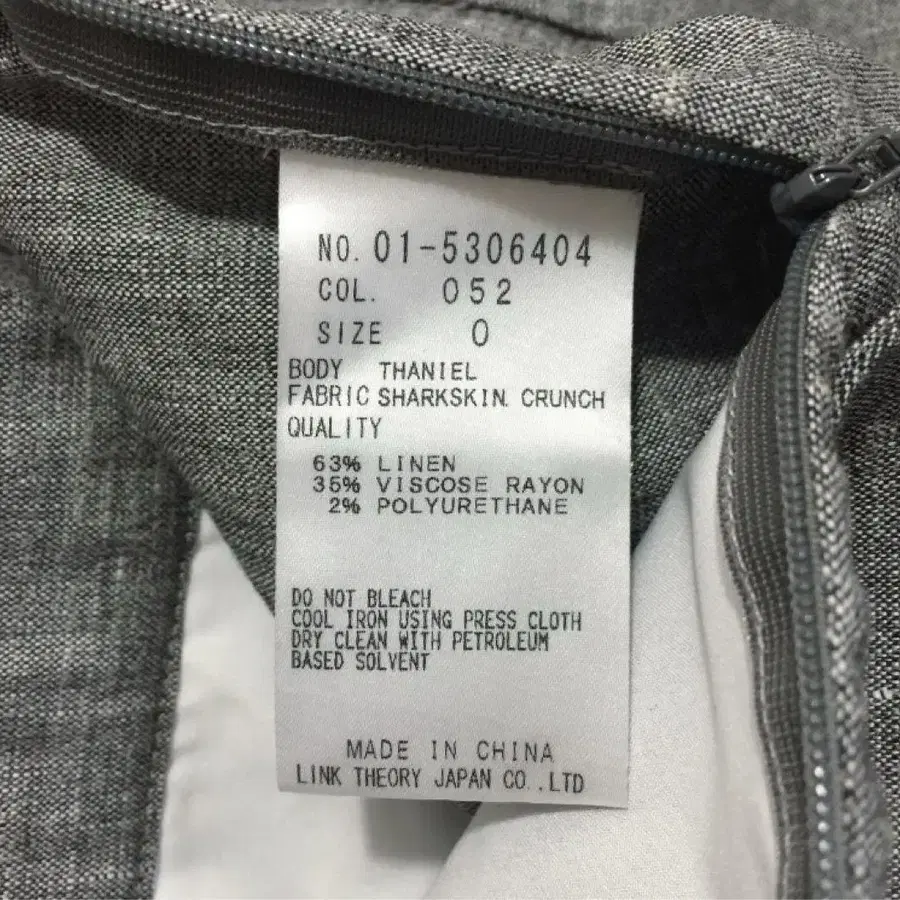 NO. 01-5306404
COL. 052
SIZE 0
BODY THANIEL
FABRIC SHARKSKIN CRUNCH
QUALITY
63% LINEN
35% VISCOSE RAYON
2% POLYURETHANE
DO NOT BLEACH
COOL IRON USING PRESS CLOTH
DRY CLEAN WITH PETROLEUM
BASED SOLVENT
MADE IN CHINA
LINK THEORY JAPAN CO.,LTD